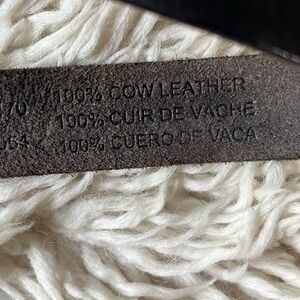 100% COW LEATHER
100% CUIR DE VACHE
100% CUERO DE VACA